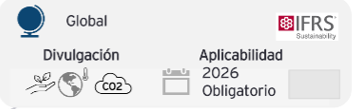 Global
IFRS
Sustainability
Divulgación
Aplicabilidad
CO2
2026
Obligatorio